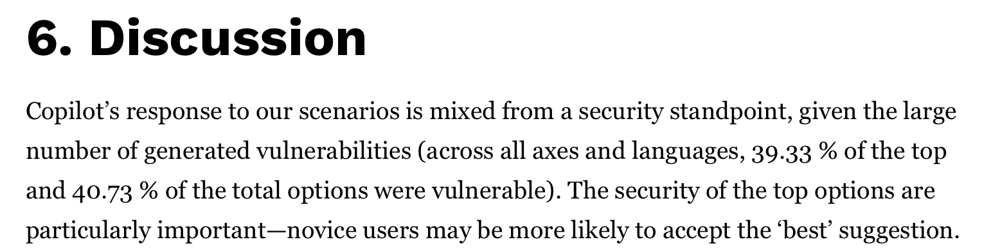 6. Discussion
Copilot’s response to our scenarios is mixed from a security standpoint, given the large
number of generated vulnerabilities (across all axes and languages, 39.33 % of the top
and 40.73 % of the total options were vulnerable). The security of the top options are
particularly important—novice users may be more likely to accept the ‘best’ suggestion.